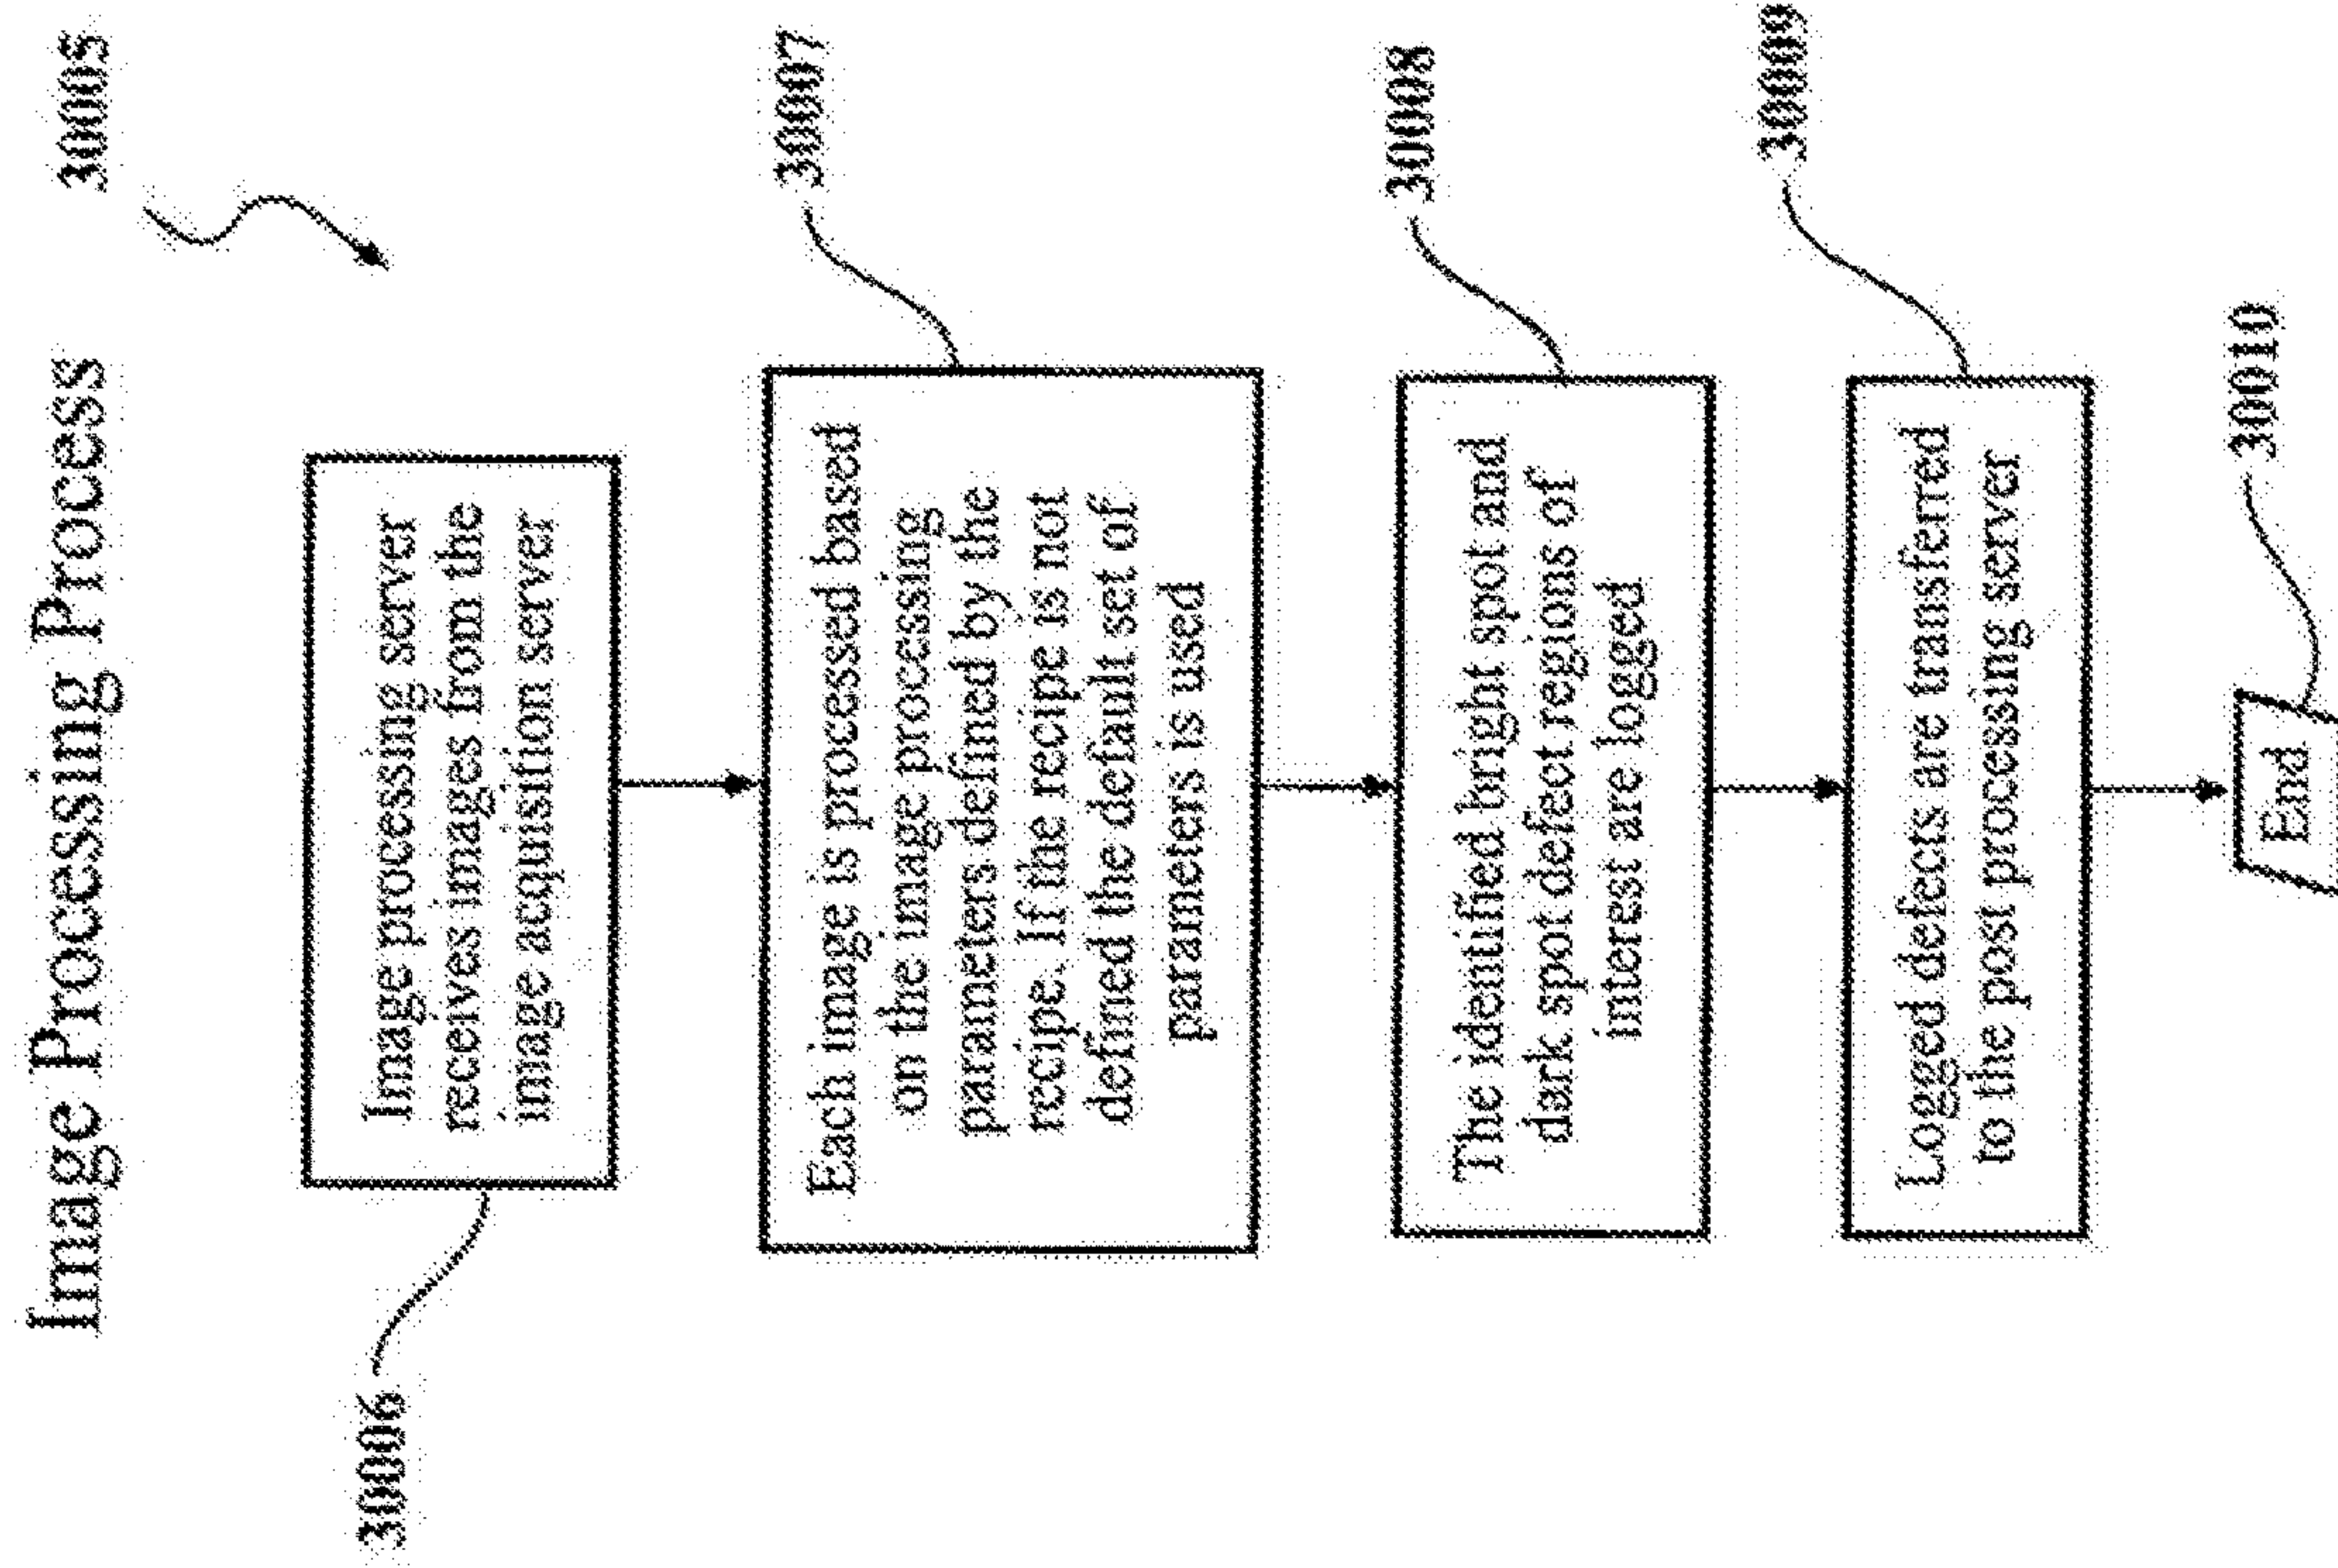 Image Processing Process
30005
30006
Image processing server
receives images from the
image acquisition server
30007
Each image is processed based
on the image processing
parameters defined by the
recipe. If the recipe is not
defined the default set of
parameters is used
30008
The identified bright spot and
dark spot defect regions of
interest are logged
30009
Logged defects are transferred
to the post processing server
30010
End